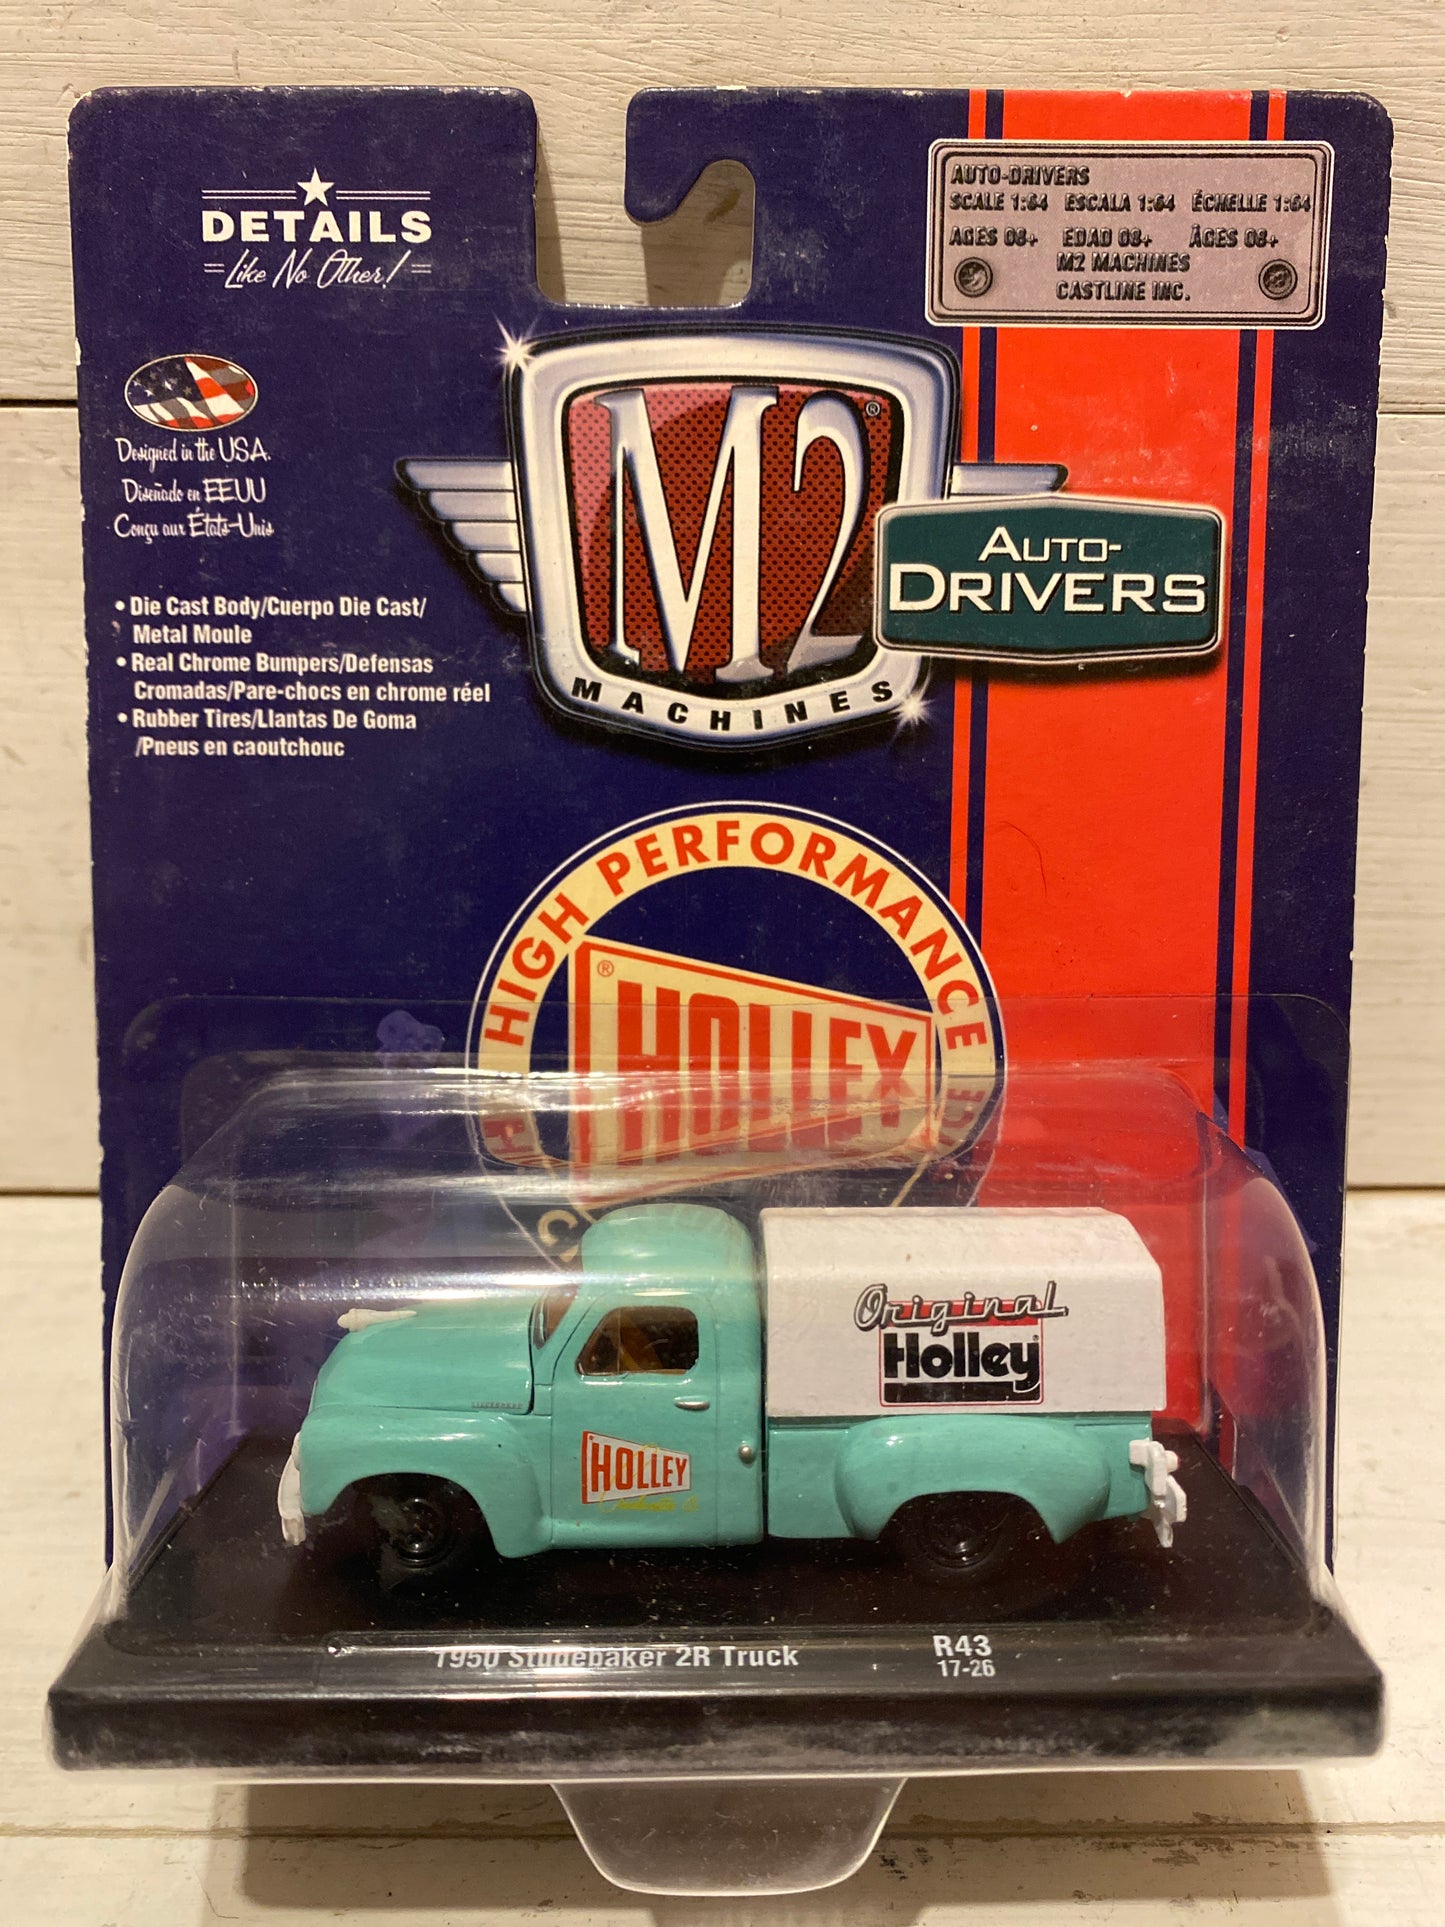 DETAILS
Like No Other!
AUTO-DRIVERS
SCALE 1:64 ESCALA 1:64 ÉCHELLE 1:64
AGES 08+ EDAD 08+ ÂGES 08+
M2 MACHINES
CASTLINE INC.
Designed in the USA.
Diseñado en EEUU
Conçu aux États-Unis
• Die Cast Body/Cuerpo Die Cast/
Metal Moule
• Real Chrome Bumpers/Defensas
Cromadas/Pare-chocs en chrome réel
• Rubber Tires/Llantas De Goma
/Pneus en caoutchouc
M2®
MACHINES
AUTO-
DRIVERS
HIGH PERFORMANCE
® HOLLEY
Original
Holley
HOLLEY
1950 Studebaker 2R Truck
R43
17-26